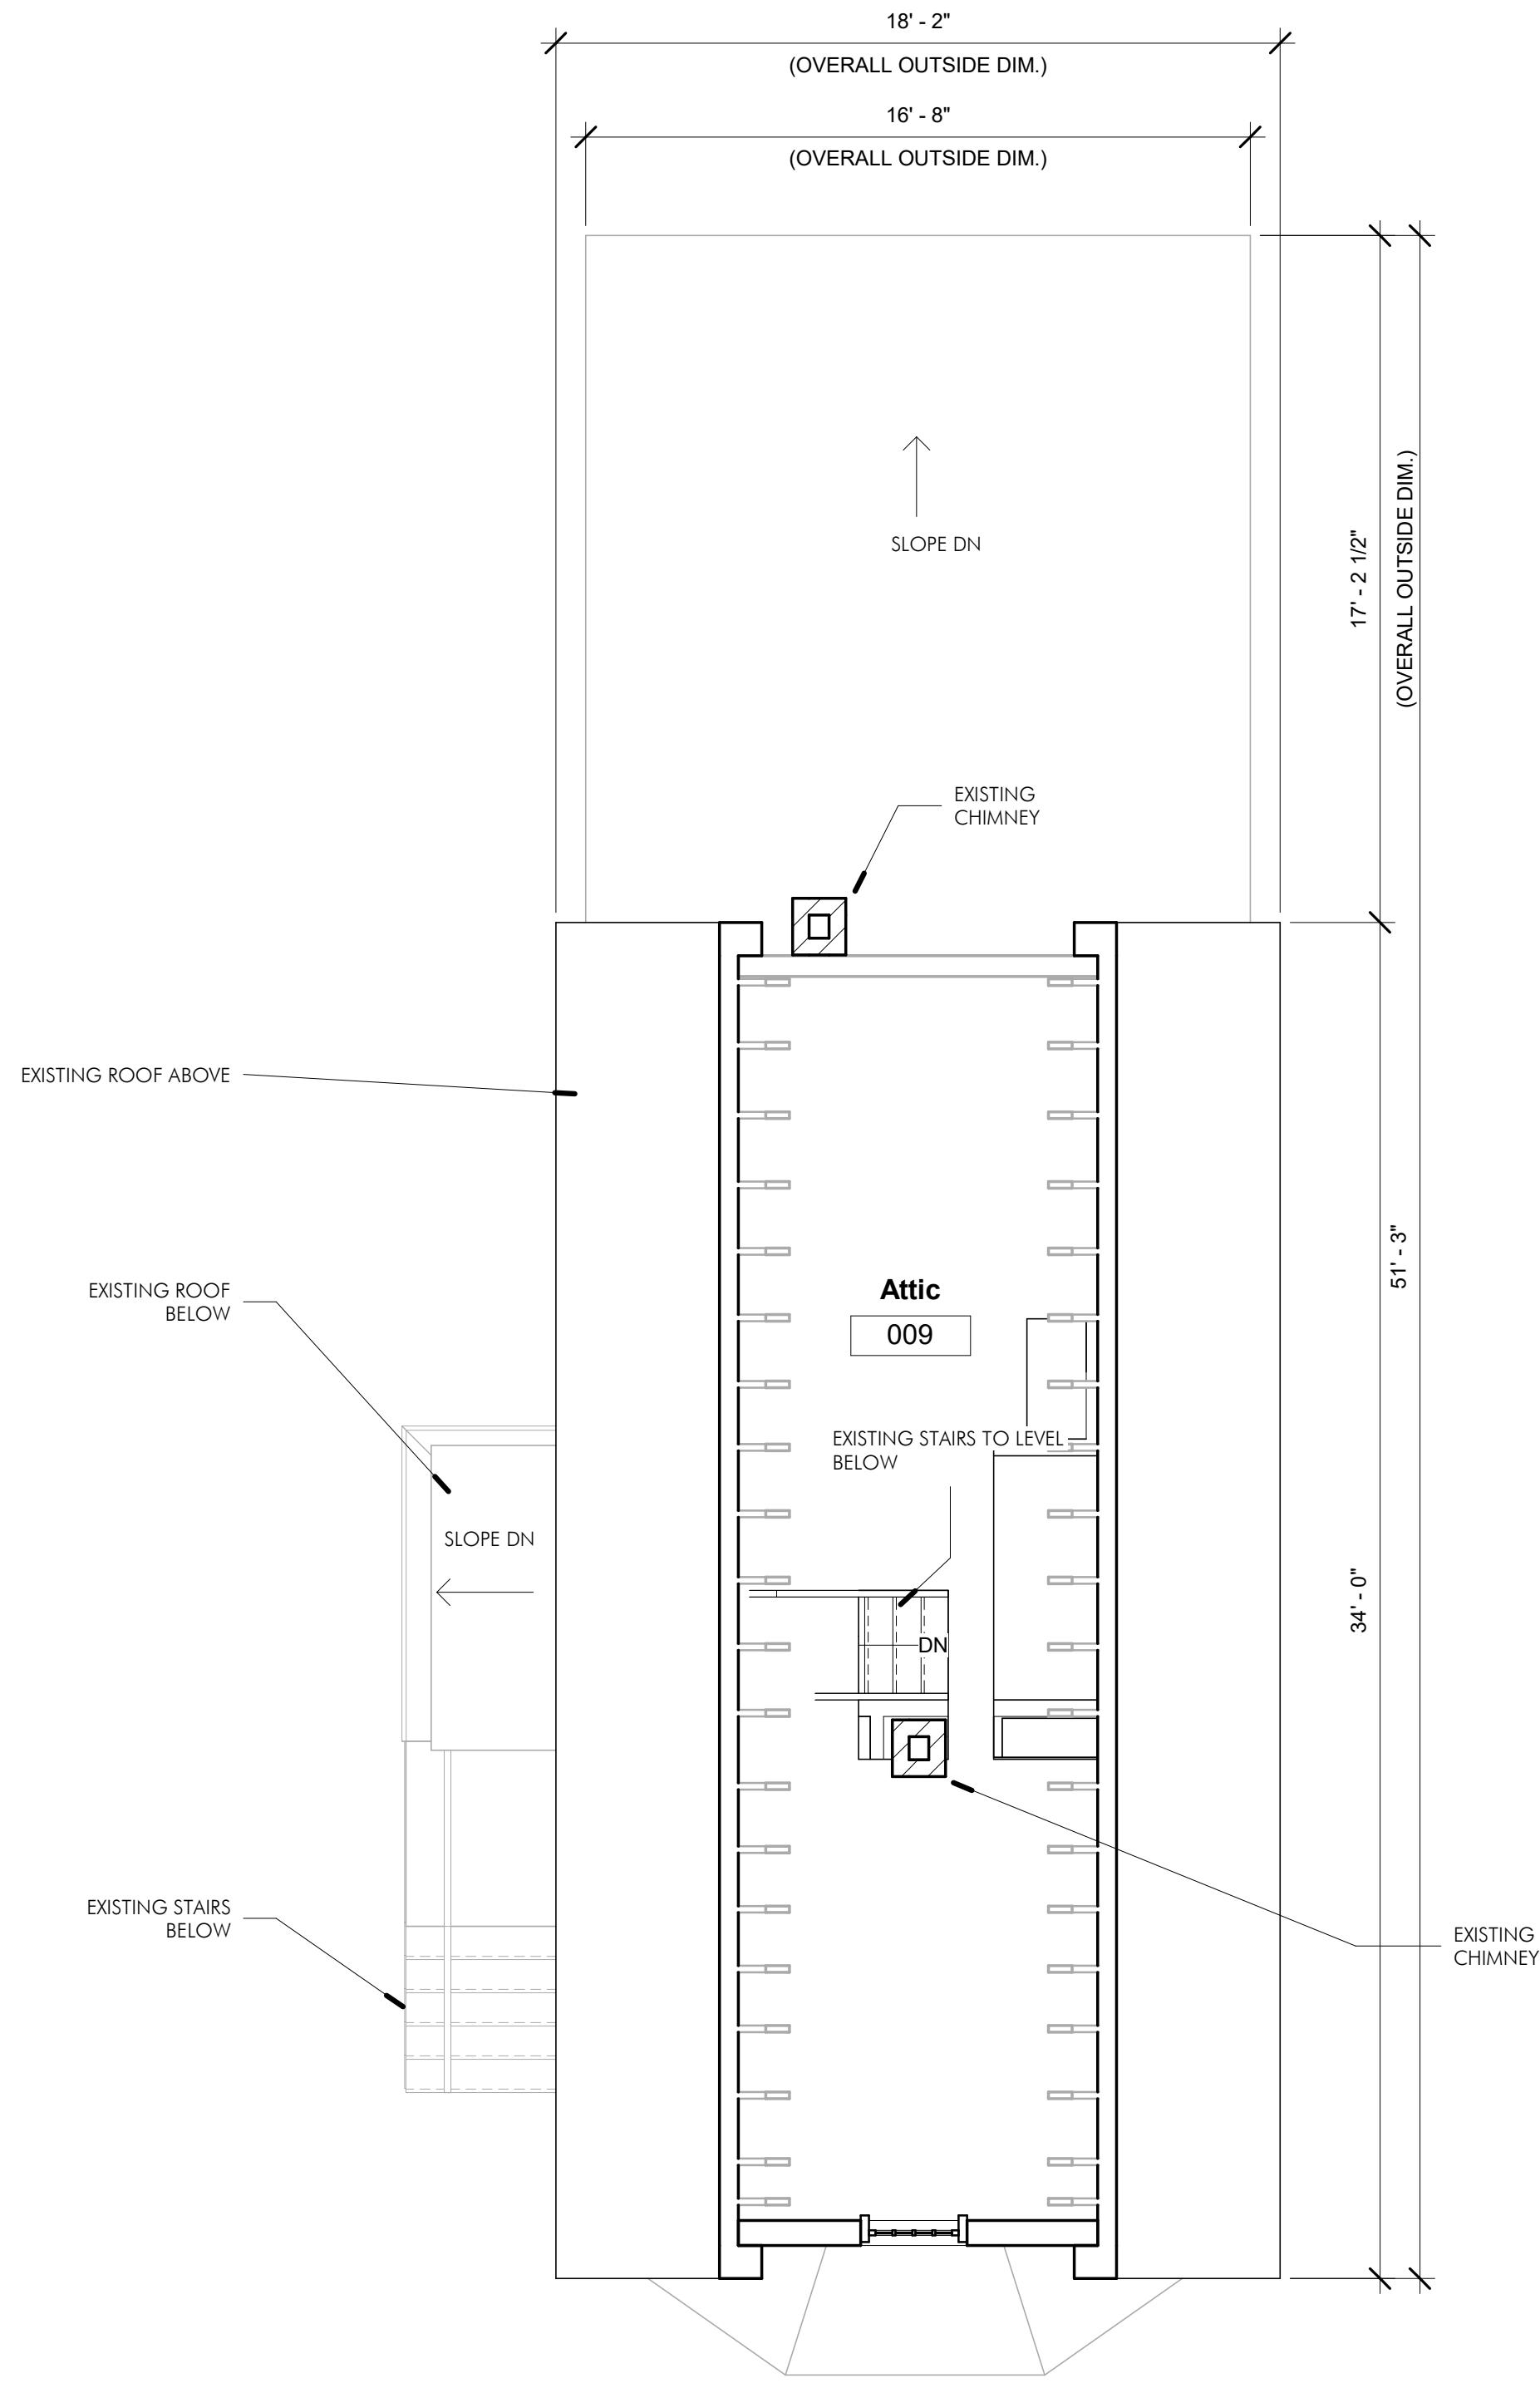 18' - 2"
(OVERALL OUTSIDE DIM.)
16' - 8"
(OVERALL OUTSIDE DIM.)
17' - 2 1/2"
(OVERALL OUTSIDE DIM.)
SLOPE DN
EXISTING
CHIMNEY
EXISTING ROOF ABOVE
51' - 3"
EXISTING ROOF
BELOW
Attic
009
EXISTING STAIRS TO LEVEL
BELOW
SLOPE DN
34' - 0"
DN
EXISTING STAIRS
BELOW
EXISTING
CHIMNEY